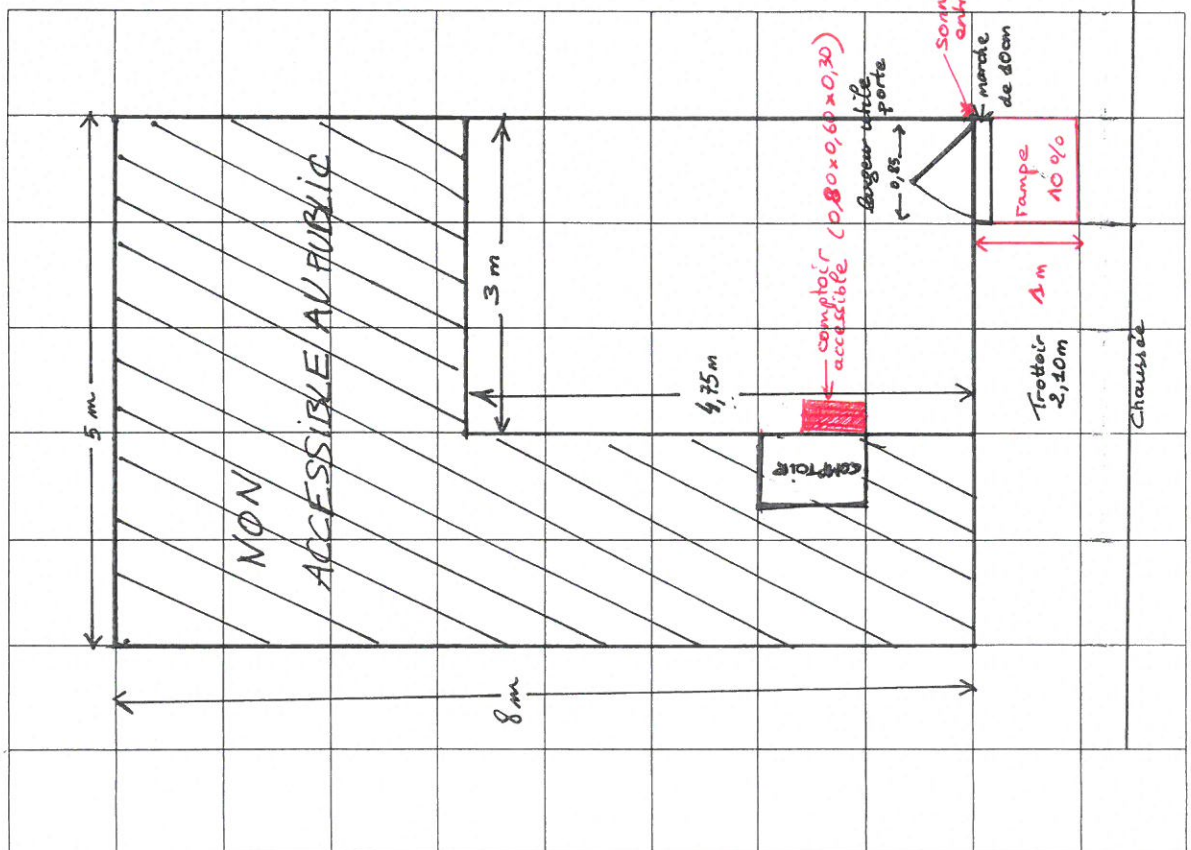 5 m
NON
ACCESSIBLE AU PUBLIC
8 m
3 m
4,75 m
COMPTOIR
comptoir
accessible (0,80 x 0,60 x 0,30)
largeur utile
porte
0,85
marche
de 10cm
rampe
10 %
1 m
Trottoir
2,10m
Chaussée